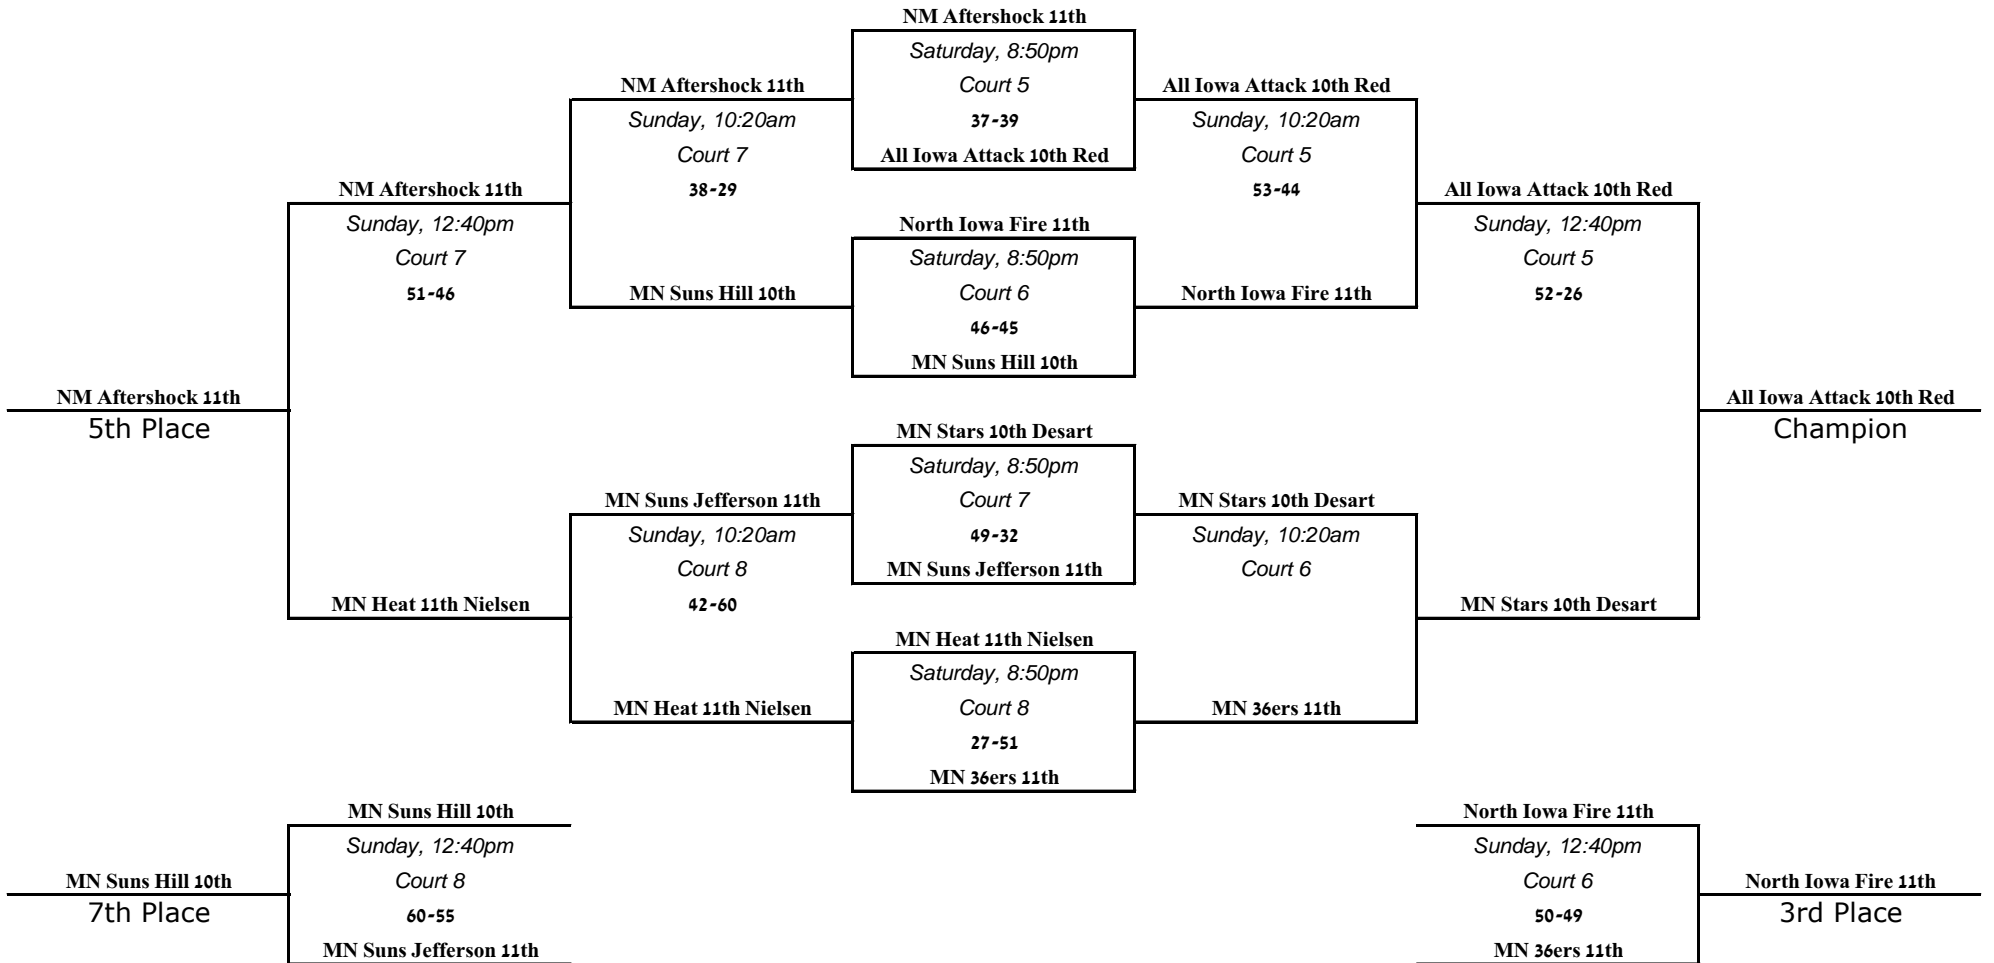 NM Aftershock 11th
Saturday, 8:50pm
NM Aftershock 11th
Court 5
All Iowa Attack 10th Red
Sunday, 10:20am
37-39
Sunday, 10:20am
Court 7
All Iowa Attack 10th Red
Court 5
NM Aftershock 11th
38-29
53-44
All Iowa Attack 10th Red
Sunday, 12:40pm
North Iowa Fire 11th
Sunday, 12:40pm
Court 7
Saturday, 8:50pm
Court 5
51-46
MN Suns Hill 10th
Court 6
North Iowa Fire 11th
52-26
46-45
MN Suns Hill 10th
NM Aftershock 11th
All Iowa Attack 10th Red
5th Place
MN Stars 10th Desart
Champion
Saturday, 8:50pm
MN Suns Jefferson 11th
Court 7
MN Stars 10th Desart
Sunday, 10:20am
49-32
Sunday, 10:20am
Court 8
MN Suns Jefferson 11th
Court 6
MN Heat 11th Nielsen
42-60
MN Stars 10th Desart
MN Heat 11th Nielsen
Saturday, 8:50pm
MN Heat 11th Nielsen
Court 8
MN 36ers 11th
27-51
MN 36ers 11th
MN Suns Hill 10th
North Iowa Fire 11th
Sunday, 12:40pm
Sunday, 12:40pm
MN Suns Hill 10th
Court 8
Court 6
North Iowa Fire 11th
7th Place
60-55
50-49
3rd Place
MN Suns Jefferson 11th
MN 36ers 11th